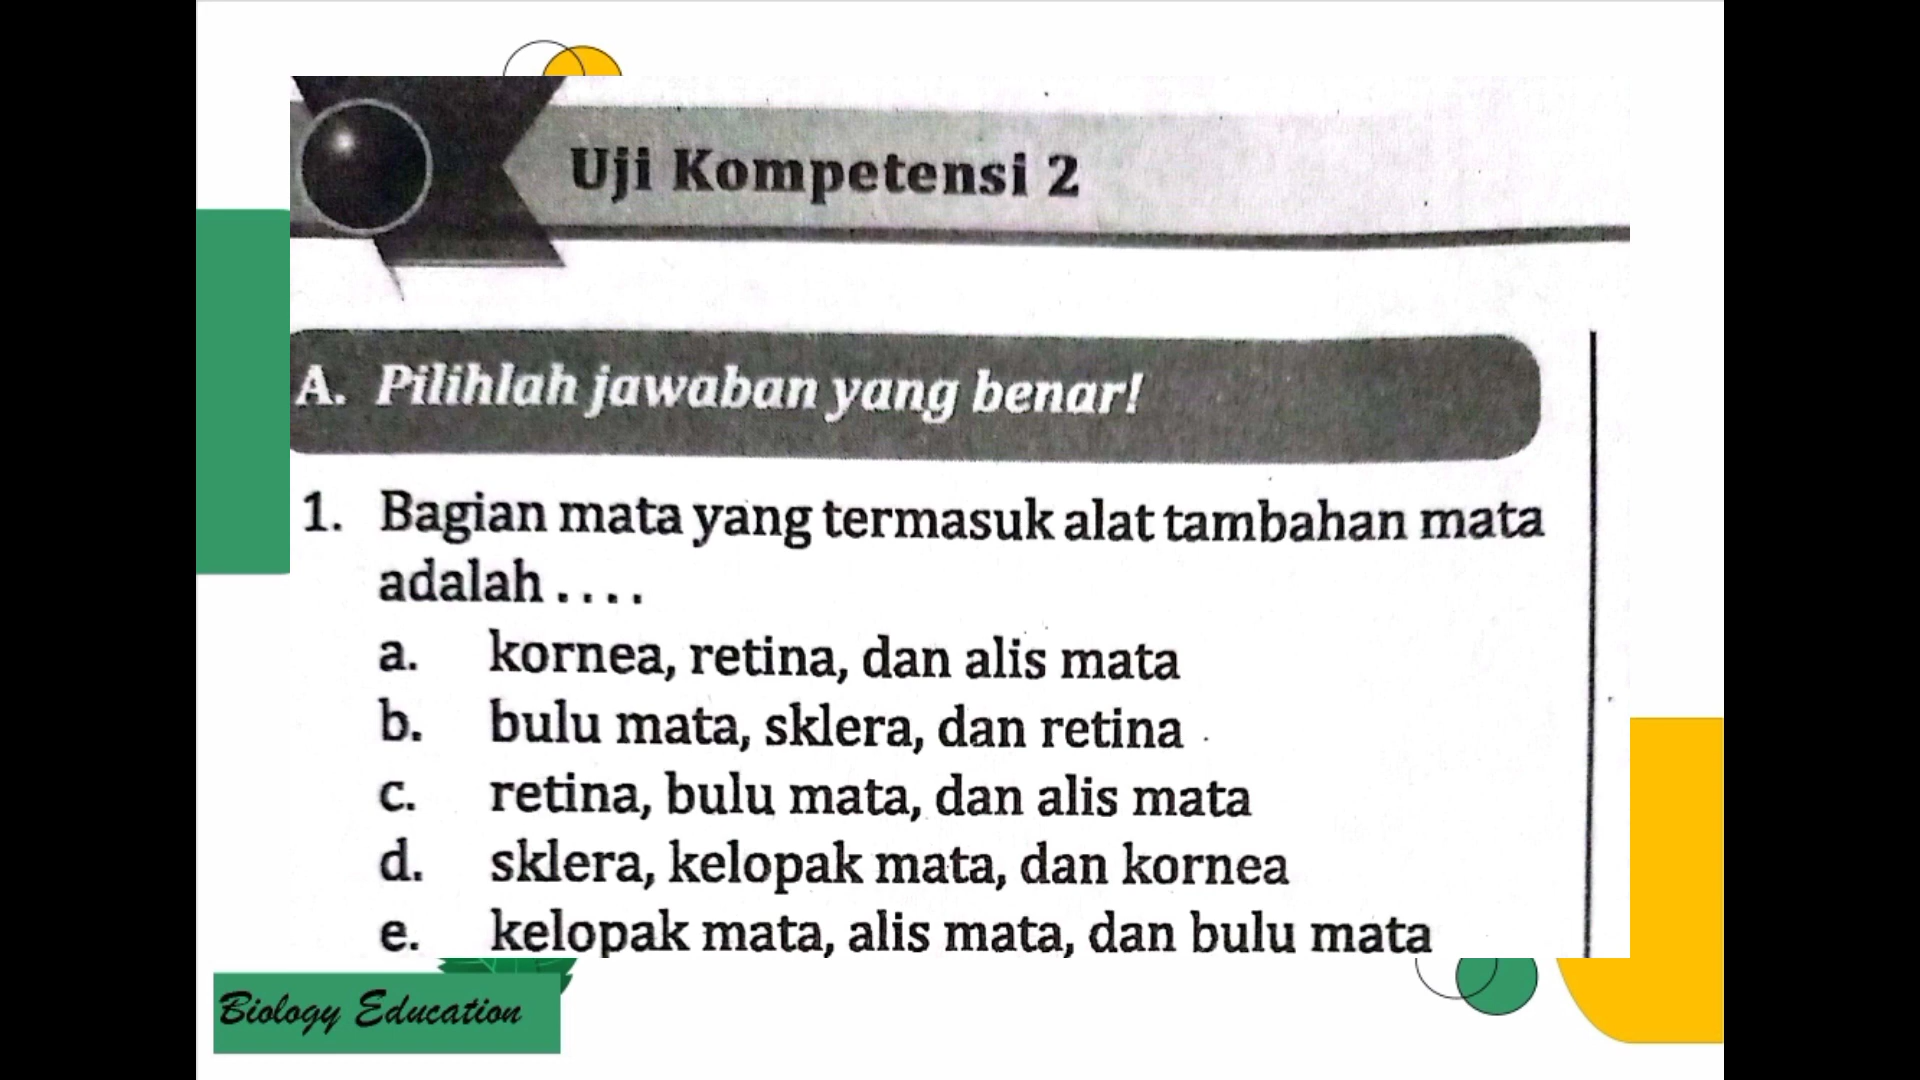 Uji Kompetensi 2
A. Pilihlah jawaban yang benar!
1. Bagian mata yang termasuk alat tambahan mata
adalah . . . .
a. kornea, retina, dan alis mata
b. bulu mata, sklera, dan retina
c. retina, bulu mata, dan alis mata
d. sklera, kelopak mata, dan kornea
e. kelopak mata, alis mata, dan bulu mata
Biology Education